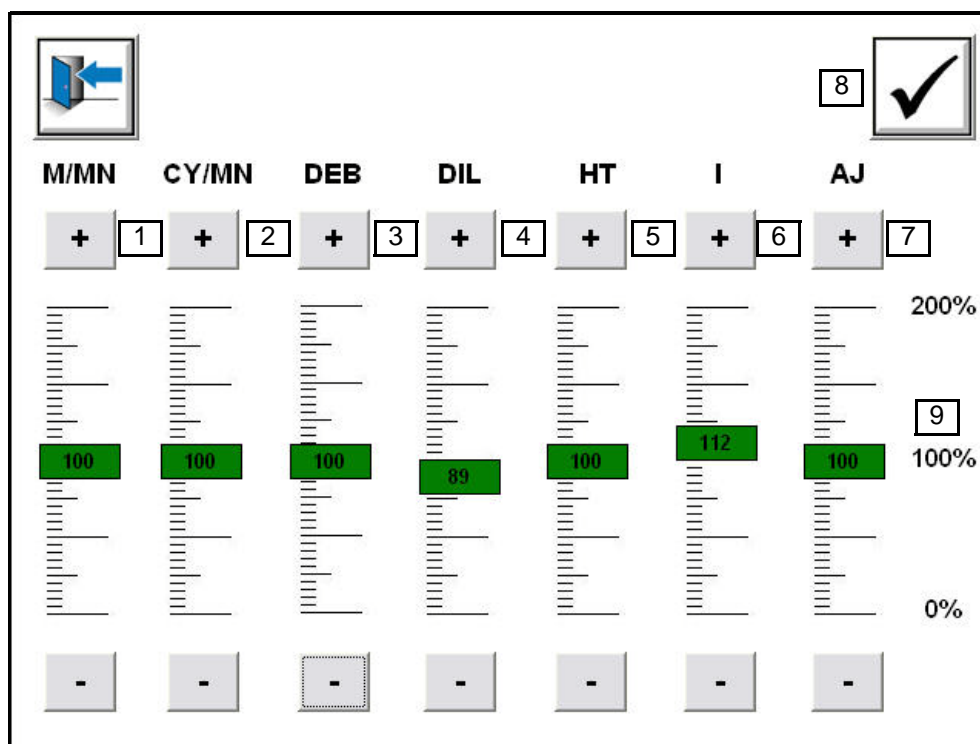 8
M/MN CY/MN DEB DIL HT I AJ
+ 1 + 2 + 3 + 4 + 5 + 6 + 7
200%
9
112
100 100 100 100 100 100%
89
0%
- - - - - - -